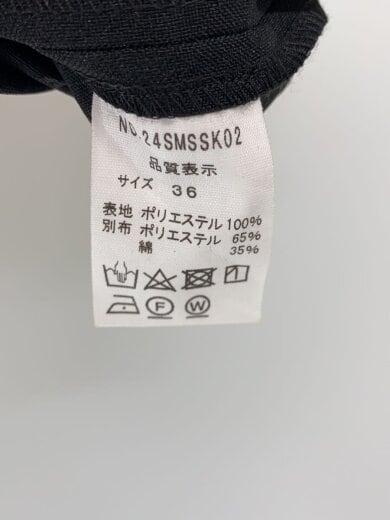 NO.24SMSSK02
品質表示
サイズ 36
表地 ポリエステル 100%
別布 ポリエステル 65%
綿 35%
F W